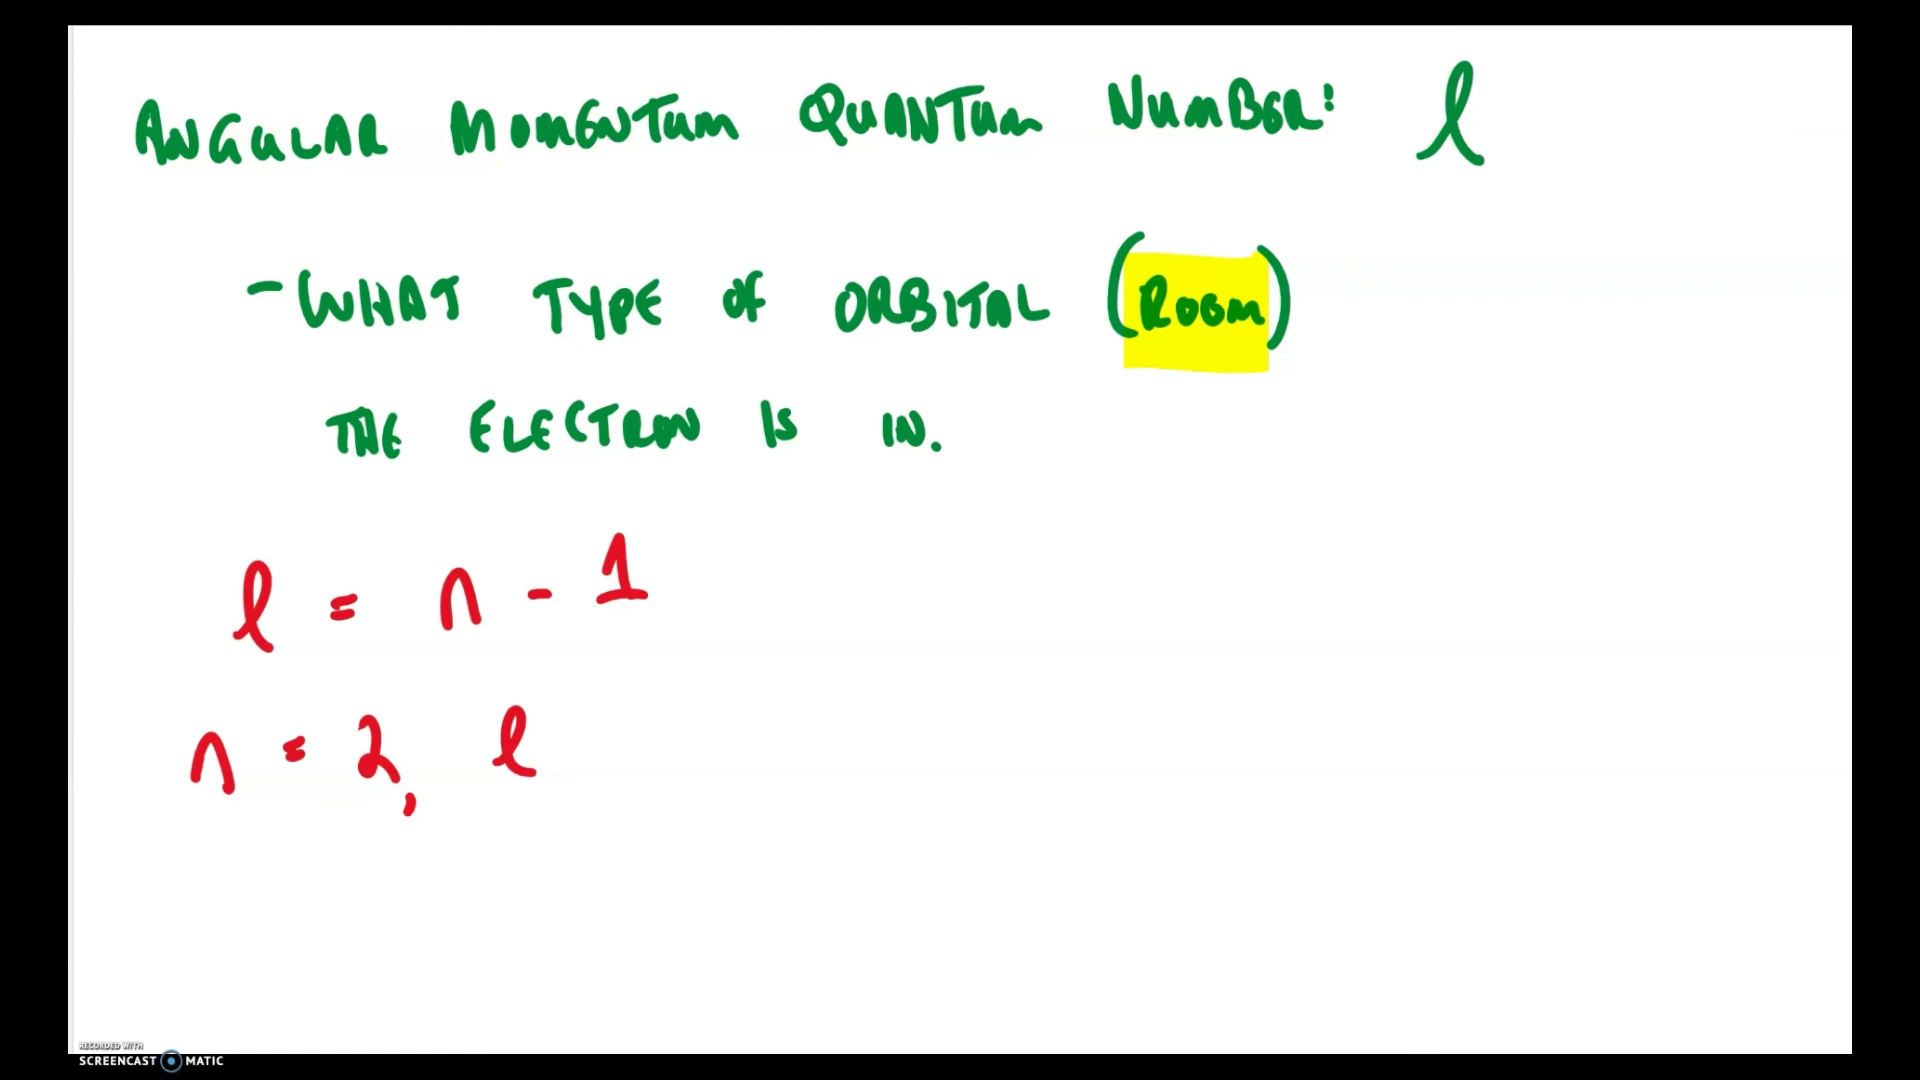 ANGULAR MOMENTUM QUANTUM NUMBER: ℓ
- WHAT TYPE OF ORBITAL (ROOM)
THE ELECTRON IS IN.
ℓ = n - 1
n = 2, ℓ
RECORDED WITH
SCREENCAST MATIC